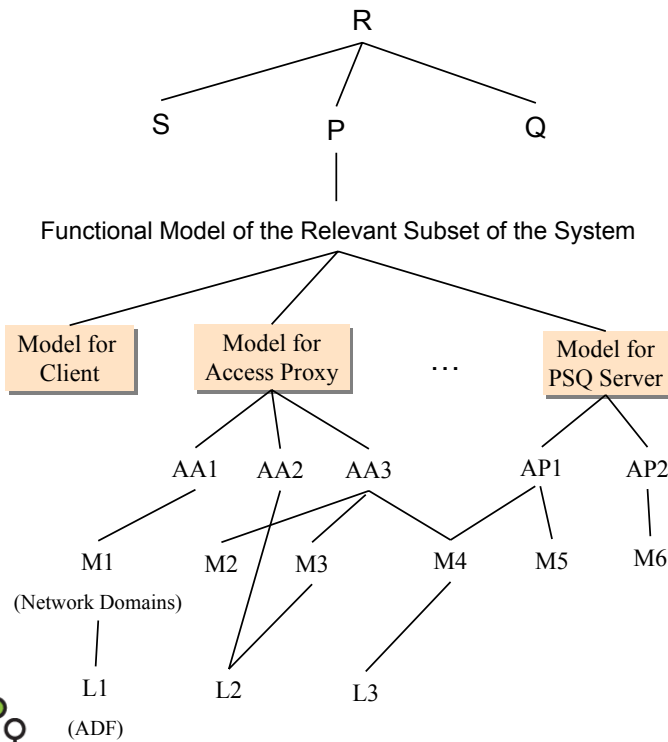 R
S P Q
Functional Model of the Relevant Subset of the System
Model for
Client
Model for
Access Proxy
...
Model for
PSQ Server
AA1 AA2 AA3 AP1 AP2
M1 M2 M3 M4 M5 M6
(Network Domains)
L1 L2 L3
(ADF)